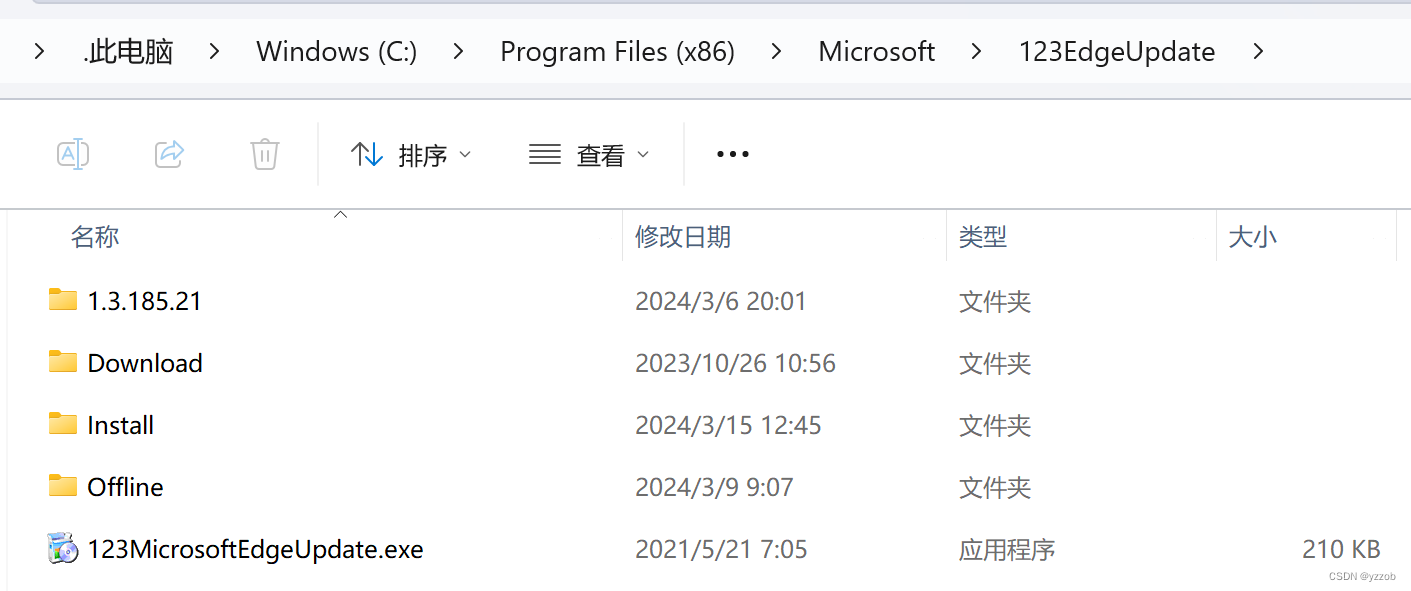 .此电脑 > Windows (C:) > Program Files (x86) > Microsoft > 123EdgeUpdate >
排序 查看
名称 修改日期 类型 大小
1.3.185.21 2024/3/6 20:01 文件夹
Download 2023/10/26 10:56 文件夹
Install 2024/3/15 12:45 文件夹
Offline 2024/3/9 9:07 文件夹
123MicrosoftEdgeUpdate.exe 2021/5/21 7:05 应用程序 210 KB
CSDN @yzzob